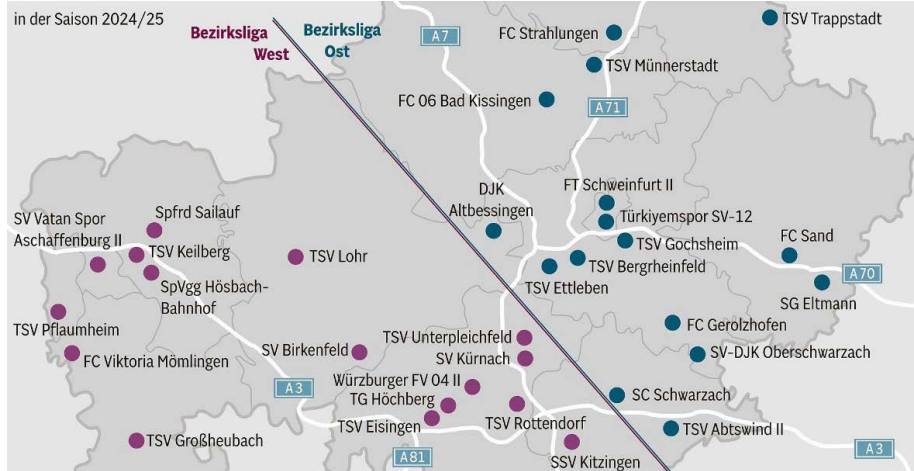 in der Saison 2024/25
Bezirksliga
West
Bezirksliga
Ost
A7
FC Strahlungen
TSV Trappstadt
TSV Münnerstadt
FC 06 Bad Kissingen
A71
DJK
Altbessingen
FT Schweinfurt II
Türkiyemspor SV-12
TSV Gochsheim
FC Sand
TSV Bergrheinfeld
TSV Ettleben
A70
SG Eltmann
SV Vatan Spor
Aschaffenburg II
Spfrd Sailauf
TSV Keilberg
SpVgg Hösbach-
Bahnhof
TSV Lohr
TSV Pflaumheim
FC Viktoria Mömlingen
SV Birkenfeld
TSV Unterpleichfeld
SV Kürnach
FC Gerolzhofen
SV-DJK Oberschwarzach
A3
Würzburger FV 04 II
TG Höchberg
TSV Eisingen
TSV Rottendorf
SC Schwarzach
TSV Großheubach
A81
SSV Kitzingen
TSV Abtswind II
A3